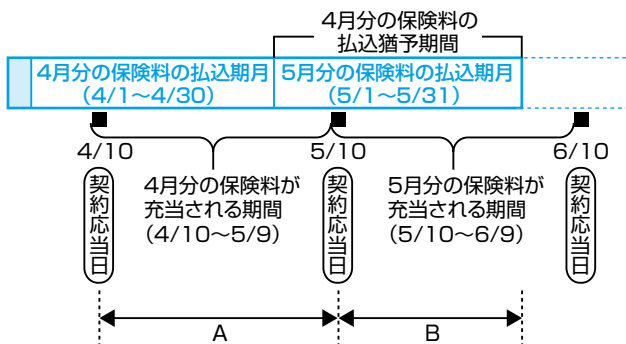 4月分の保険料の
払込猶予期間
4月分の保険料の払込期月
(4/1〜4/30)
5月分の保険料の払込期月
(5/1〜5/31)
4/10
5/10
6/10
契約応当日
4月分の保険料が
充当される期間
(4/10〜5/9)
契約応当日
5月分の保険料が
充当される期間
(5/10〜6/9)
契約応当日
A
B